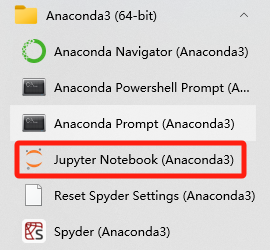 Anaconda3 (64-bit)
Anaconda Navigator (Anaconda3)
Anaconda Powershell Prompt (A...
Anaconda Prompt (Anaconda3)
Jupyter Notebook (Anaconda3)
Reset Spyder Settings (Anaconda3)
Spyder (Anaconda3)